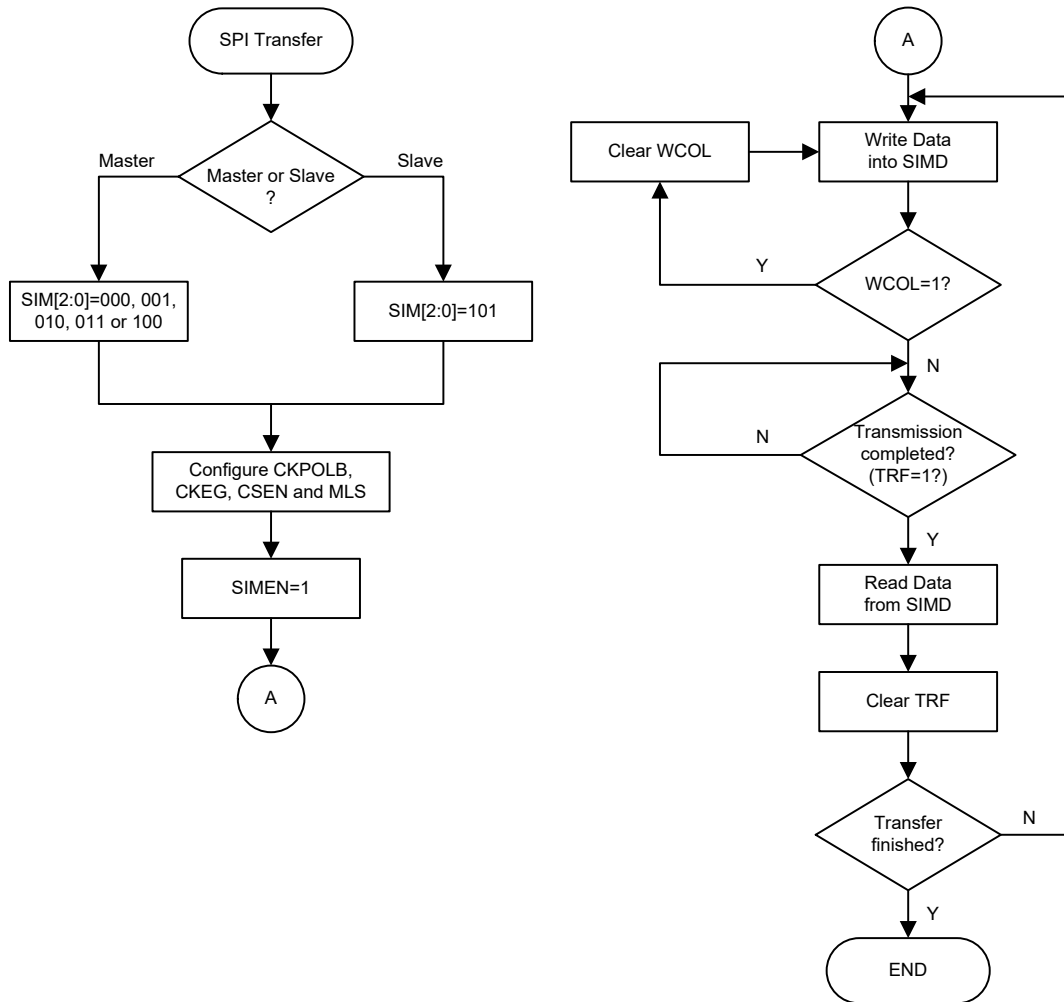 SPI Transfer
Master
Slave
Master or Slave
?
SIM[2:0]=000, 001,
010, 011 or 100
SIM[2:0]=101
Configure CKPOLB,
CKEG, CSEN and MLS
SIMEN=1
A
A
Clear WCOL
Write Data
into SIMD
Y
WCOL=1?
N
N
Transmission
completed?
(TRF=1?)
Y
Read Data
from SIMD
Clear TRF
Transfer
finished?
N
Y
END